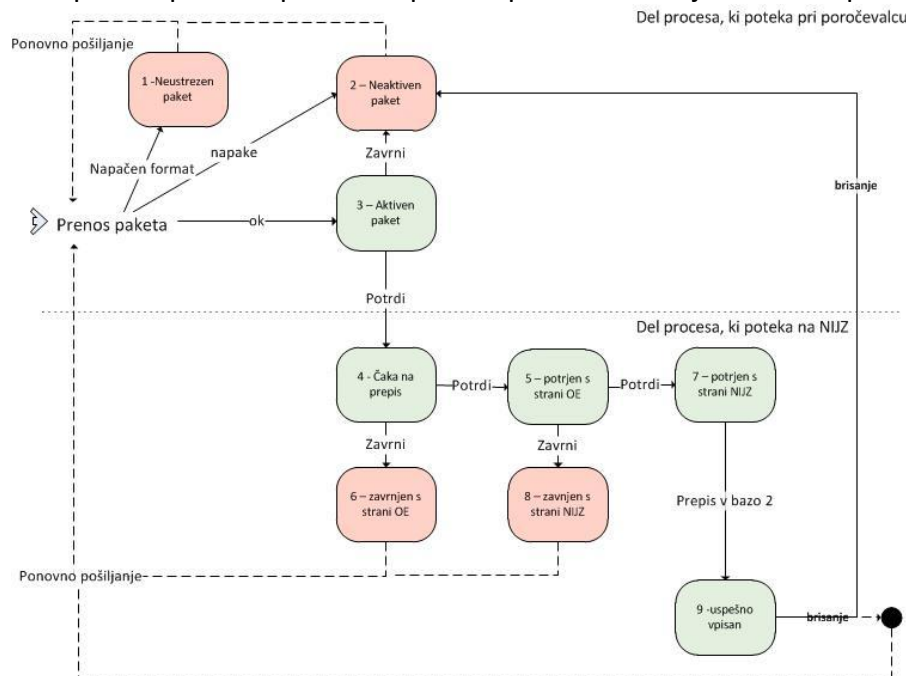 Del procesa, ki poteka pri poročevalcu
Ponovno pošiljanje
1 -Neustrezen
paket
2 – Neaktiven
paket
napake
Zavrni
Napačen format
brisanje
3 – Aktiven
paket
Prenos paketa
ok
Potrdi
Del procesa, ki poteka na NIJZ
4 - Čaka na
prepis
Potrdi
5 – potrjen s
strani OE
Potrdi
7 – potrjen s
strani NIJZ
Zavrni
Zavrni
6 – zavrnjen s
strani OE
8 – zavnjen s
strani NIJZ
Prepis v bazo 2
Ponovno pošiljanje
9 -uspešno
vpisan
brisanje